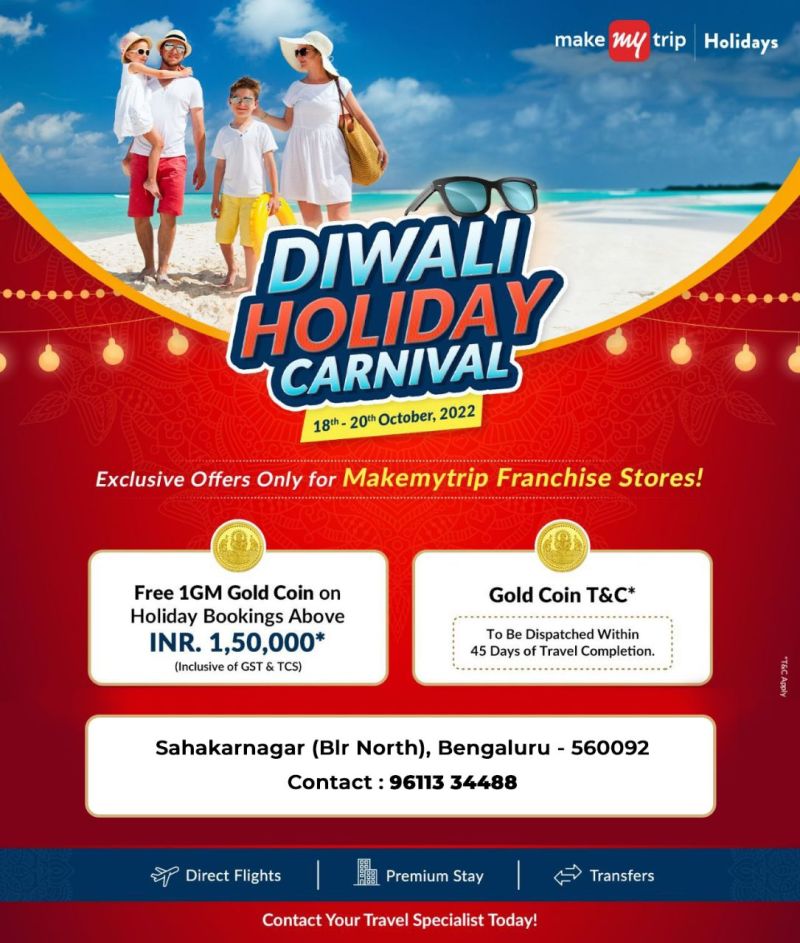 make my trip | Holidays
DIWALI
HOLIDAY
CARNIVAL
18th - 20th October, 2022
Exclusive Offers Only for Makemytrip Franchise Stores!
Free 1GM Gold Coin on
Holiday Bookings Above
INR. 1,50,000*
(Inclusive of GST & TCS)
Gold Coin T&C*
To Be Dispatched Within
45 Days of Travel Completion.
*T&C Apply
Sahakarnagar (Blr North), Bengaluru - 560092
Contact : 96113 34488
Direct Flights | Premium Stay | Transfers
Contact Your Travel Specialist Today!